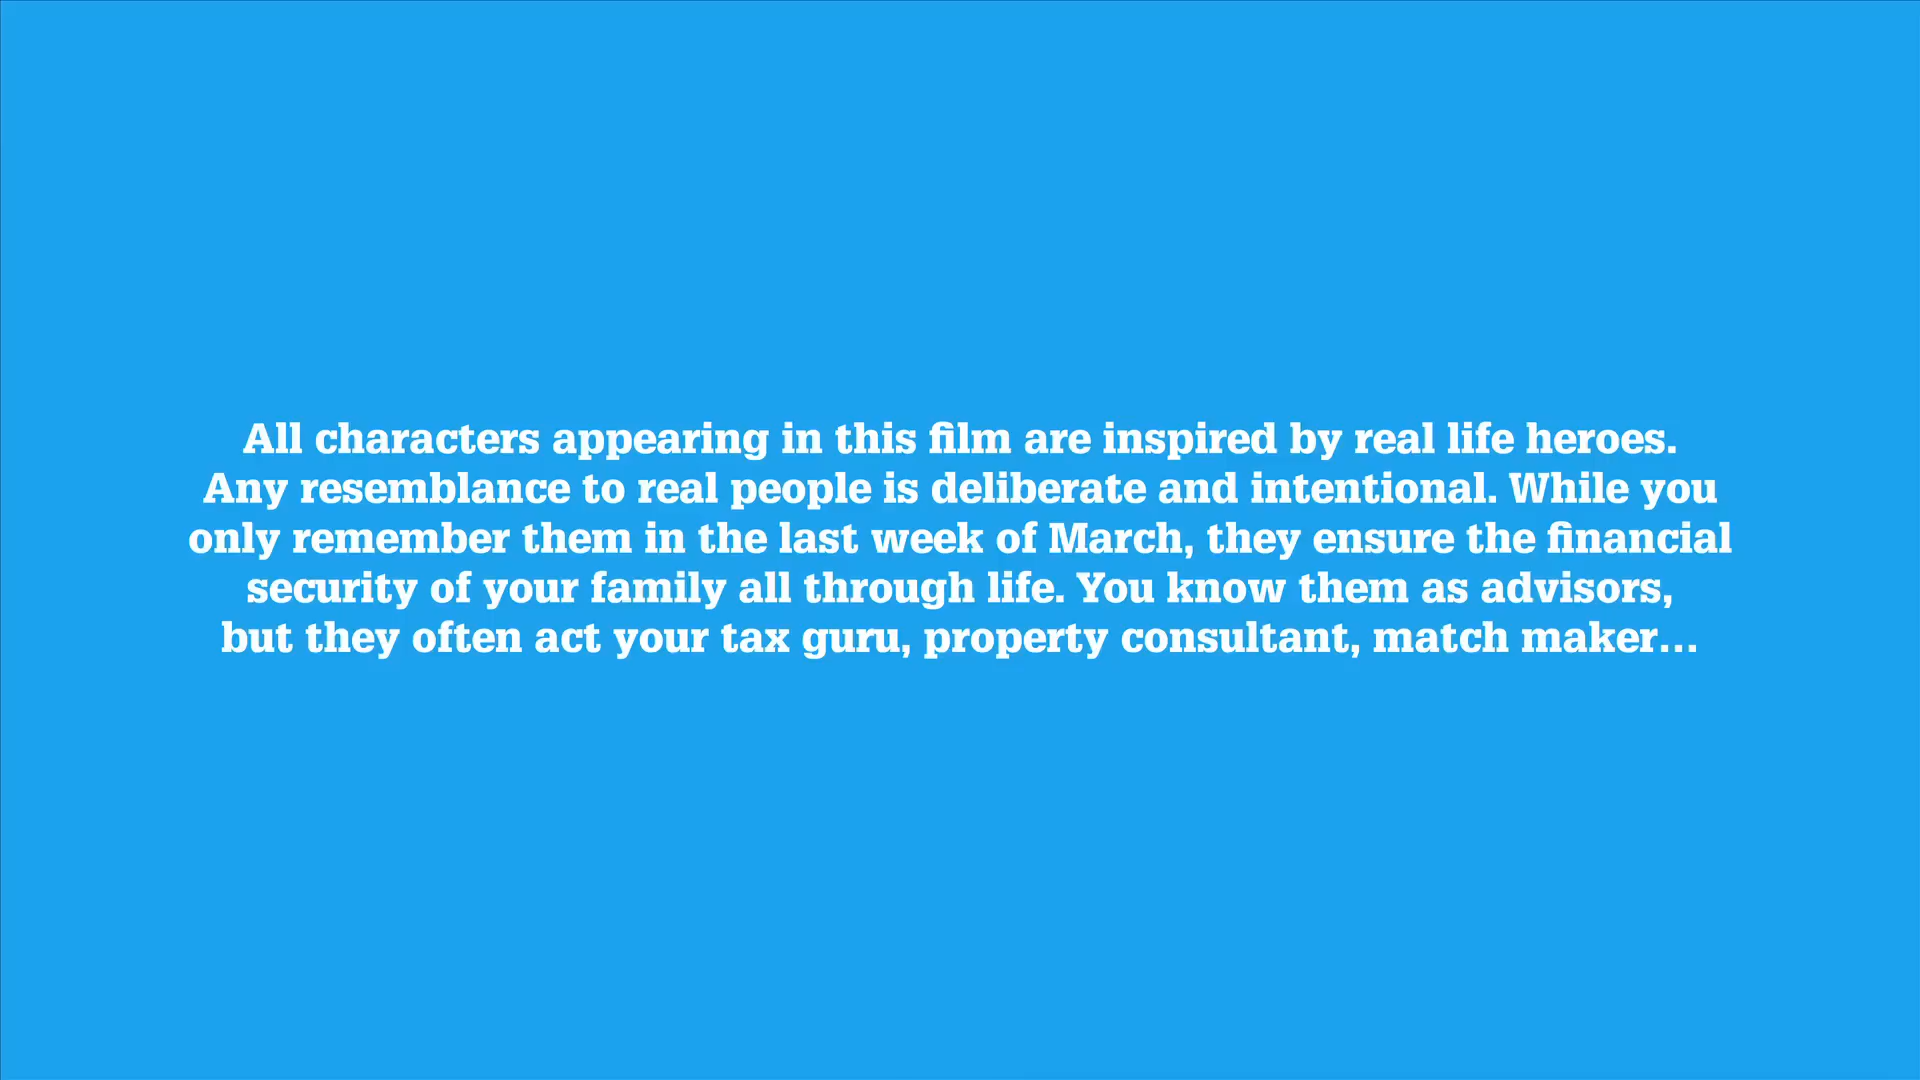 All characters appearing in this film are inspired by real life heroes.
Any resemblance to real people is deliberate and intentional. While you
only remember them in the last week of March, they ensure the financial
security of your family all through life. You know them as advisors,
but they often act your tax guru, property consultant, match maker...